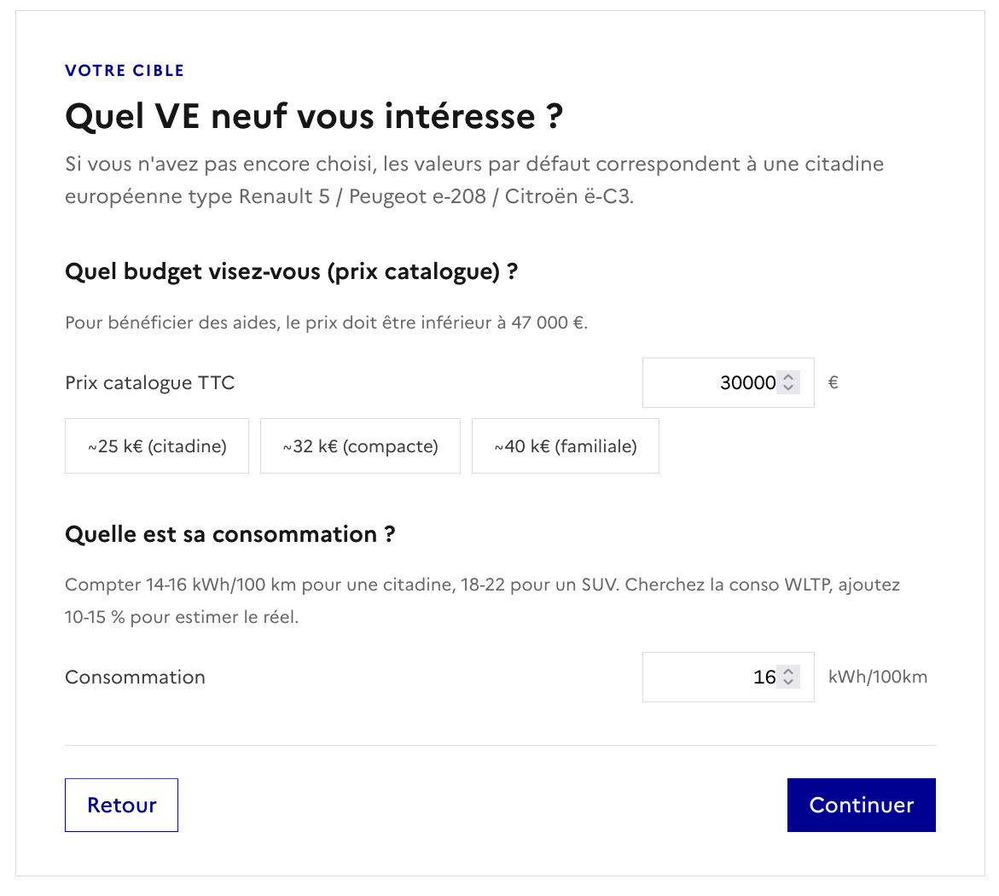 VOTRE CIBLE
Quel VE neuf vous intéresse ?
Si vous n'avez pas encore choisi, les valeurs par défaut correspondent à une citadine
européenne type Renault 5 / Peugeot e-208 / Citroën ë-C3.
Quel budget visez-vous (prix catalogue) ?
Pour bénéficier des aides, le prix doit être inférieur à 47 000 €.
Prix catalogue TTC 30000 €
~25 k€ (citadine) ~32 k€ (compacte) ~40 k€ (familiale)
Quelle est sa consommation ?
Compter 14-16 kWh/100 km pour une citadine, 18-22 pour un SUV. Cherchez la conso WLTP, ajoutez
10-15 % pour estimer le réel.
Consommation 16 kWh/100km
Retour Continuer